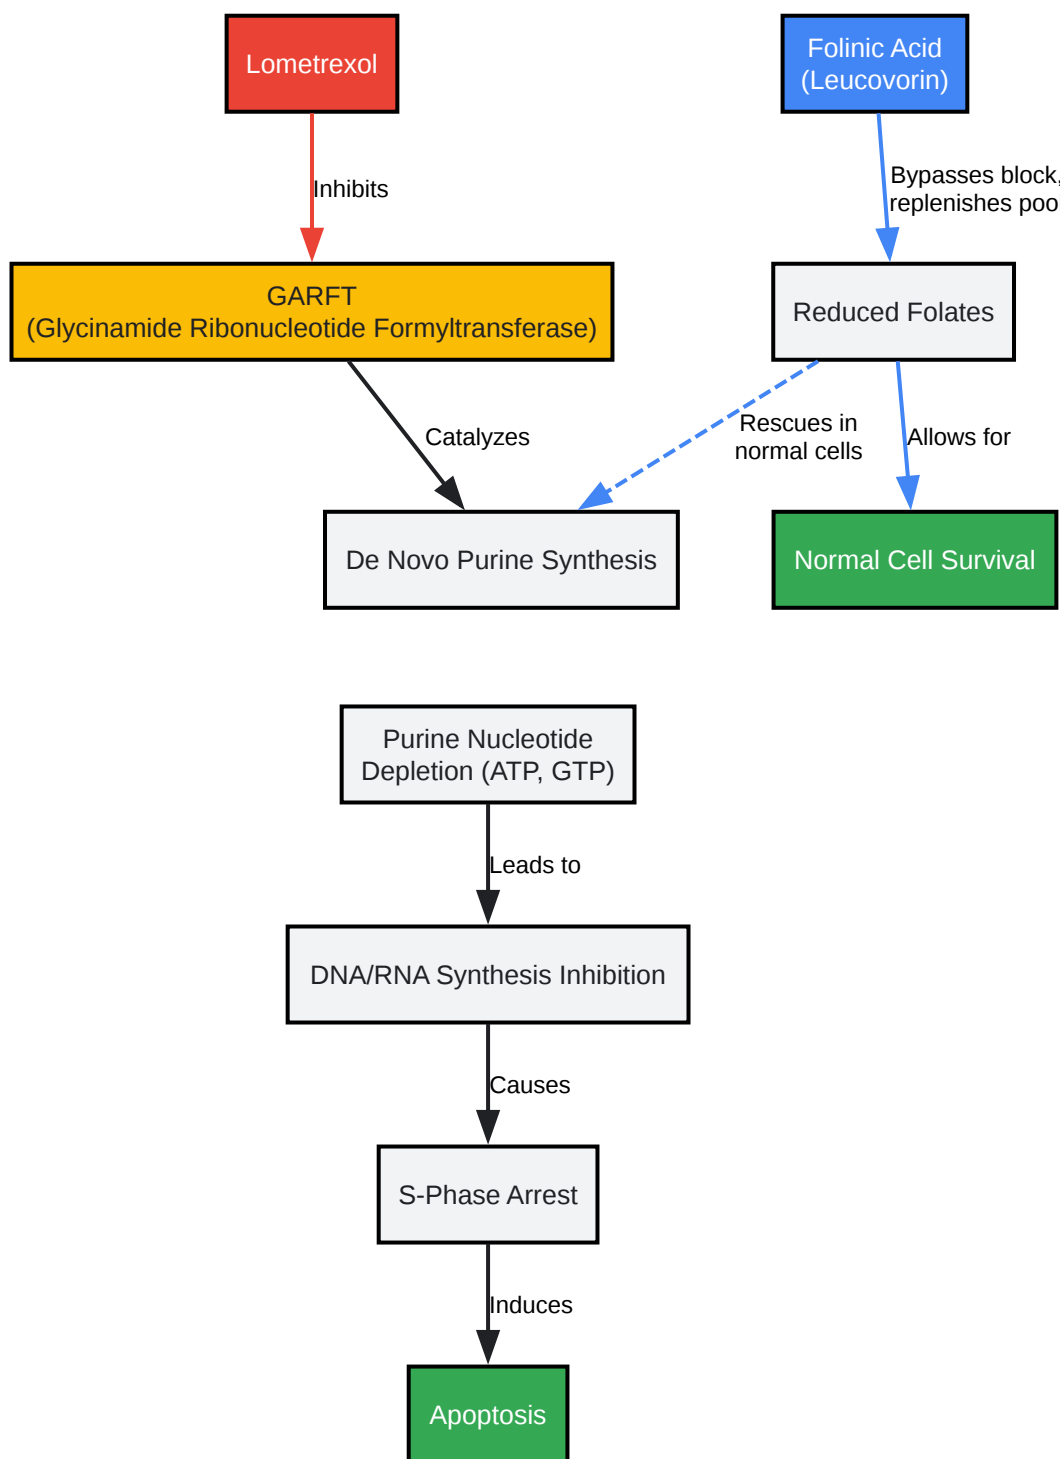 Lometrexol
Folinic Acid
(Leucovorin)
Inhibits
Bypasses block,
replenishes poo
GARFT
(Glycinamide Ribonucleotide Formyltransferase)
Reduced Folates
Catalyzes
Rescues in
normal cells
Allows for
De Novo Purine Synthesis
Normal Cell Survival
Purine Nucleotide
Depletion (ATP, GTP)
Leads to
DNA/RNA Synthesis Inhibition
Causes
S-Phase Arrest
Induces
Apoptosis